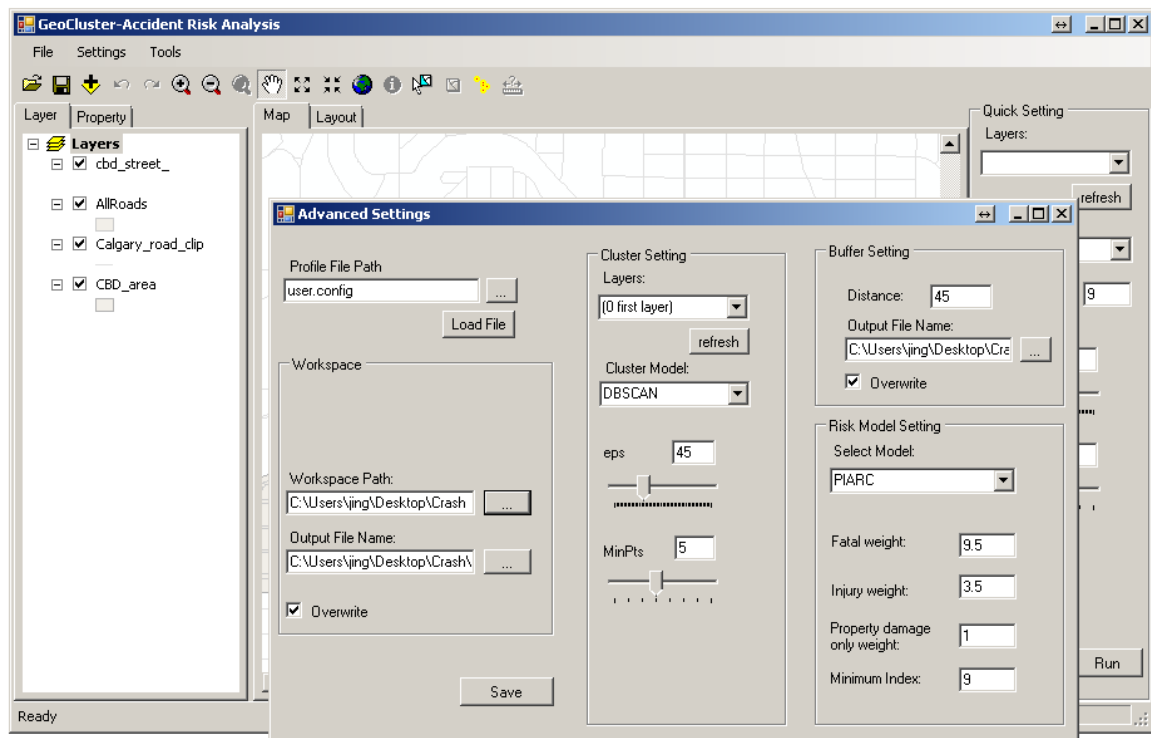 GeoCluster-Accident Risk Analysis
File Settings Tools
Layer Property
Map Layout
Quick Setting
Layers:
refresh
9
Run
Layers
cbd_street_
AllRoads
Calgary_road_clip
CBD_area
Advanced Settings
Profile File Path
user.config
...
Load File
Workspace
Workspace Path:
C:\Users\jing\Desktop\Crash
...
Output File Name:
C:\Users\jing\Desktop\Crash\
...
Overwrite
Save
Cluster Setting
Layers:
(0 first layer)
refresh
Cluster Model:
DBSCAN
eps 45
MinPts 5
Buffer Setting
Distance: 45
Output File Name:
C:\Users\jing\Desktop\Cra
...
Overwrite
Risk Model Setting
Select Model:
PIARC
Fatal weight: 9.5
Injury weight: 3.5
Property damage
only weight: 1
Minimum Index: 9
Ready